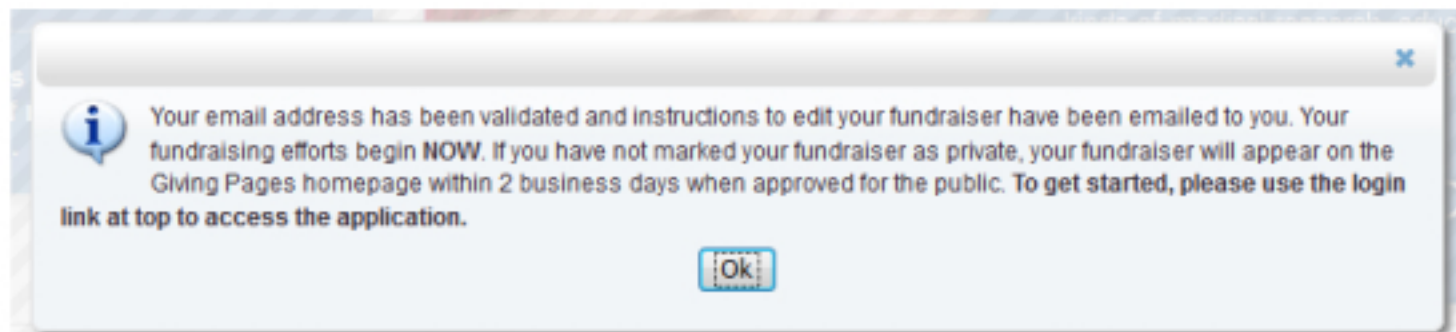 Your email address has been validated and instructions to edit your fundraiser have been emailed to you. Your
fundraising efforts begin NOW. If you have not marked your fundraiser as private, your fundraiser will appear on the
Giving Pages homepage within 2 business days when approved for the public. To get started, please use the login
link at top to access the application.
Ok